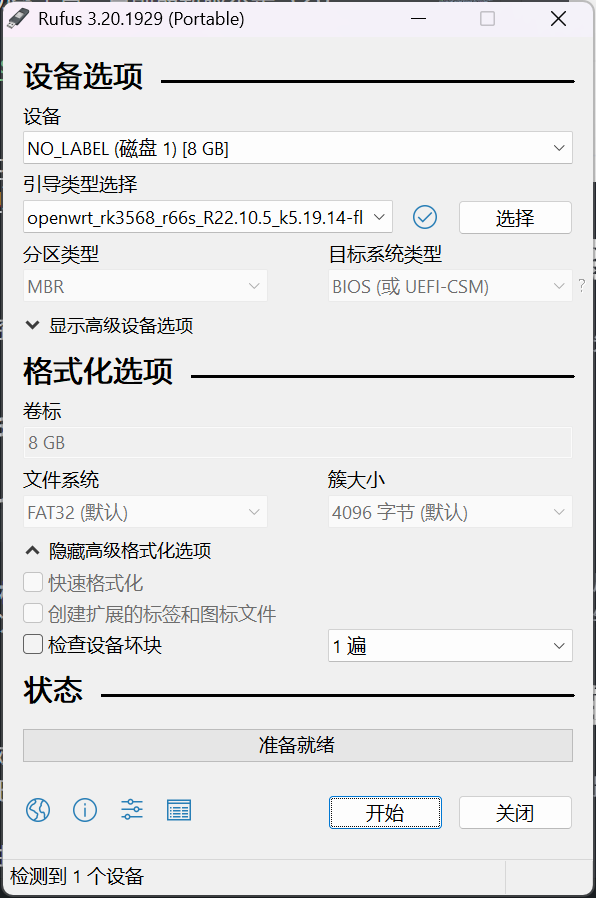 Rufus 3.20.1929 (Portable)
设备选项
设备
NO_LABEL (磁盘 1) [8 GB]
引导类型选择
openwrt_rk3568_r66s_R22.10.5_k5.19.14-fl
选择
分区类型
目标系统类型
MBR
BIOS (或 UEFI-CSM)
?
显示高级设备选项
格式化选项
卷标
8 GB
文件系统
簇大小
FAT32 (默认)
4096 字节 (默认)
隐藏高级格式化选项
快速格式化
创建扩展的标签和图标文件
检查设备坏块
1 遍
状态
准备就绪
开始
关闭
检测到 1 个设备